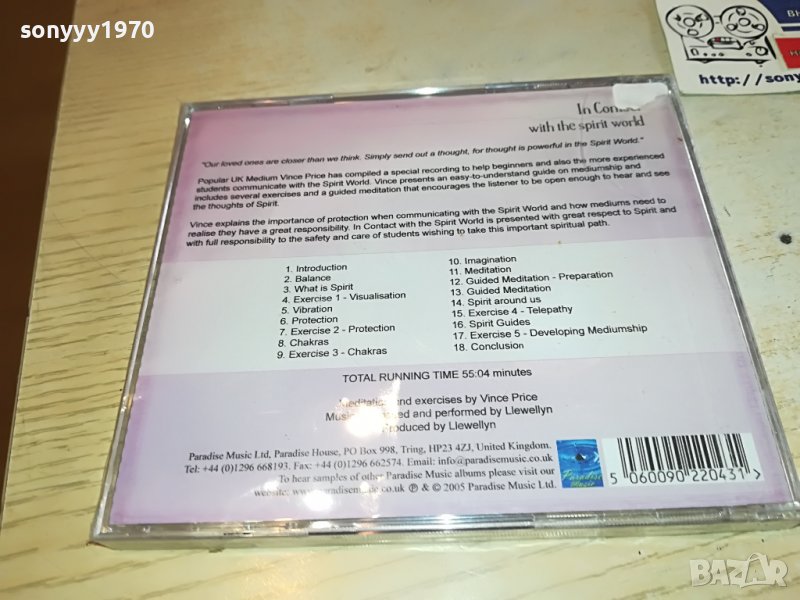 sonyyy1970
In
with the spirit world
"Our loved ones are closer than we think. Simply send out a thought, for thought is powerful in the Spirit World."
Popular UK Medium Vince Price has compiled a special recording to help beginners and also the more experienced
students communicate with the Spirit World. Vince presents an easy-to-understand guide on mediumship and
includes several exercises and a guided meditation that encourages the listener to be open enough to hear and see
the thoughts of Spirit.
Vince explains the importance of protection when communicating with the Spirit World and how mediums need to
realise they have a great responsibility. In Contact with the Spirit World is presented with great respect to Spirit and
with full responsibility to the safety and care of students wishing to take this important spiritual path.
1. Introduction
2. Balance
3. What is Spirit
4. Exercise 1 - Visualisation
5. Vibration
6. Protection
7. Exercise 2 - Protection
8. Chakras
9. Exercise 3 - Chakras
10. Imagination
11. Meditation
12. Guided Meditation - Preparation
13. Guided Meditation
14. Spirit around us
15. Exercise 4 - Telepathy
16. Spirit Guides
17. Exercise 5 - Developing Mediumship
18. Conclusion
TOTAL RUNNING TIME 55:04 minutes
and exercises by Vince Price
and performed by Llewellyn
Produced by Llewellyn
Paradise Music Ltd, Paradise House, PO Box 998, Tring, HP23 4ZJ, United Kingdom.
Tel: +44 (0)1296 668193. Fax: +44 (0)1296 662574. Email: info@paradisemusic.co.uk
To hear samples of other Paradise Music albums please visit our
website: www.paradisemusic.co.uk ℗ & © 2005 Paradise Music Ltd.
Paradise
Music
5 060090 220431 >
http://sony
BAZAR